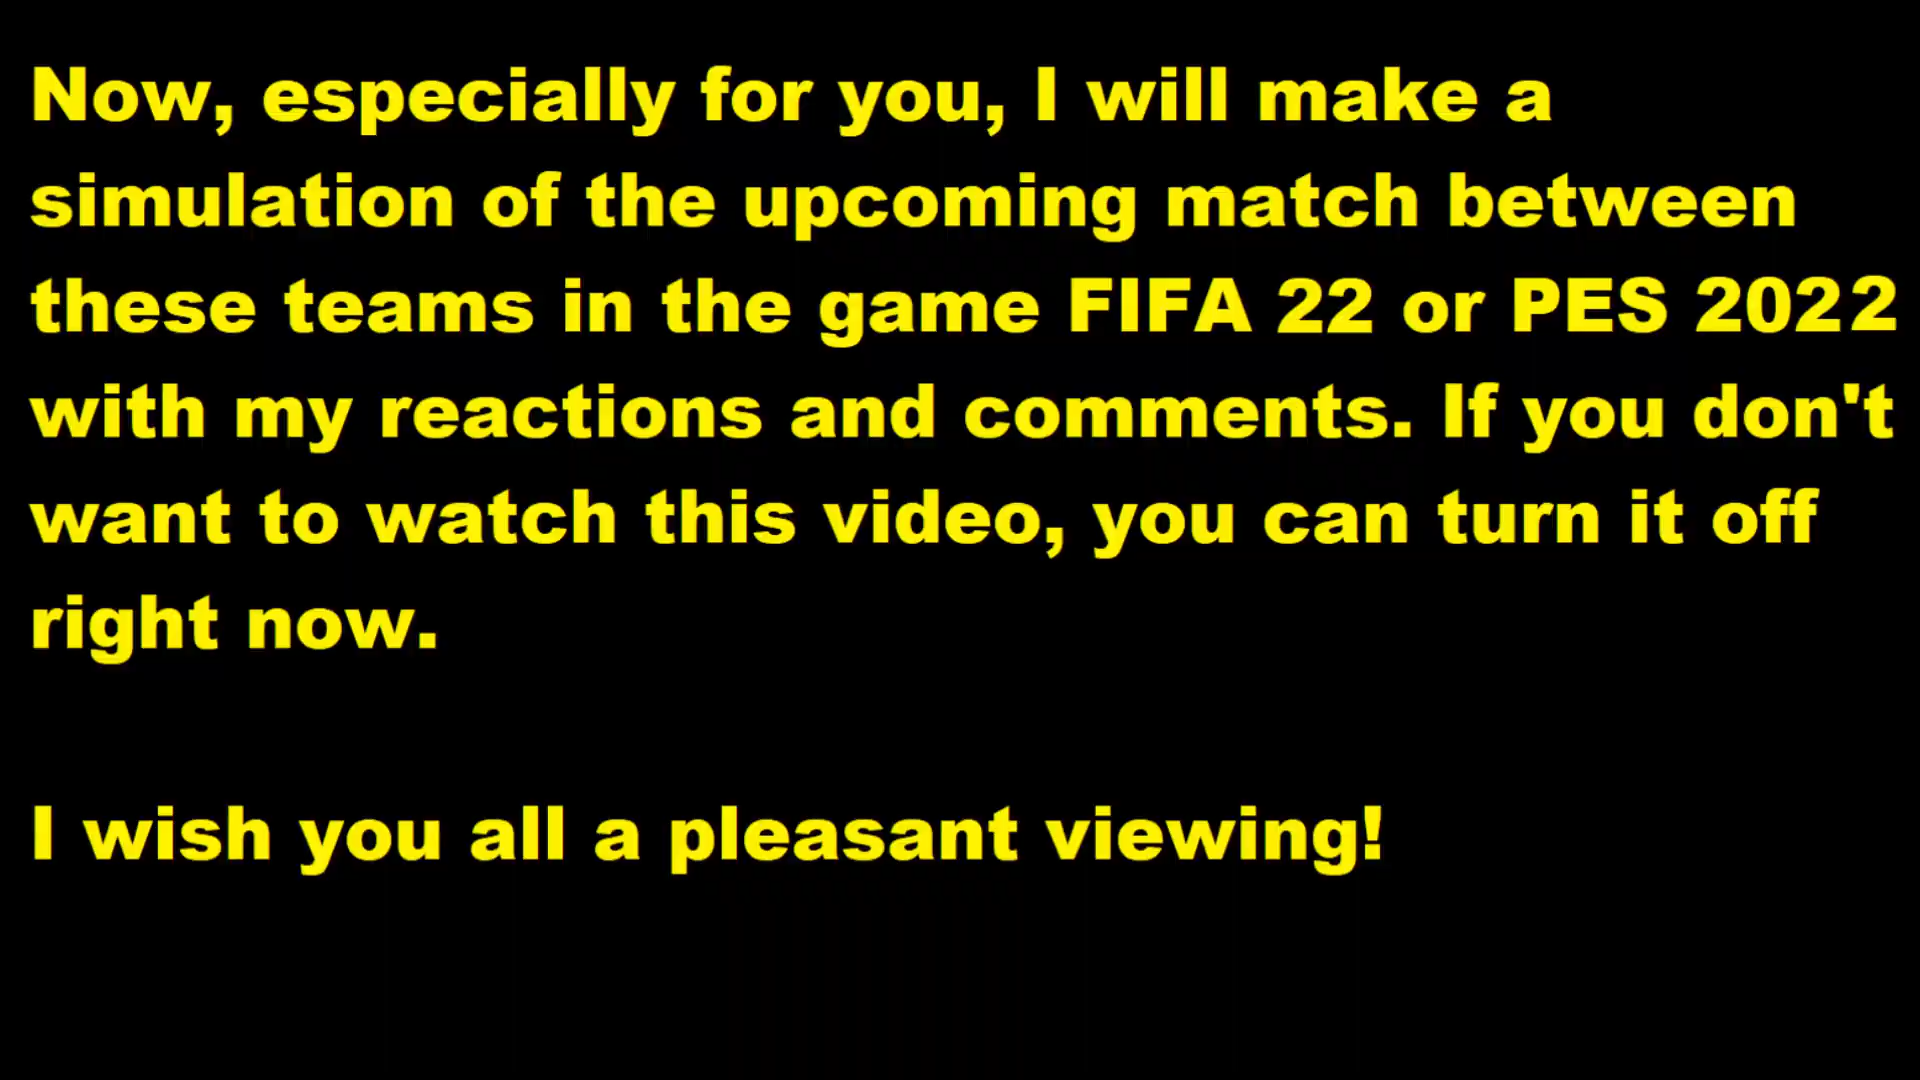 Now, especially for you, I will make a
simulation of the upcoming match between
these teams in the game FIFA 22 or PES 2022
with my reactions and comments. If you don't
want to watch this video, you can turn it off
right now.
I wish you all a pleasant viewing!